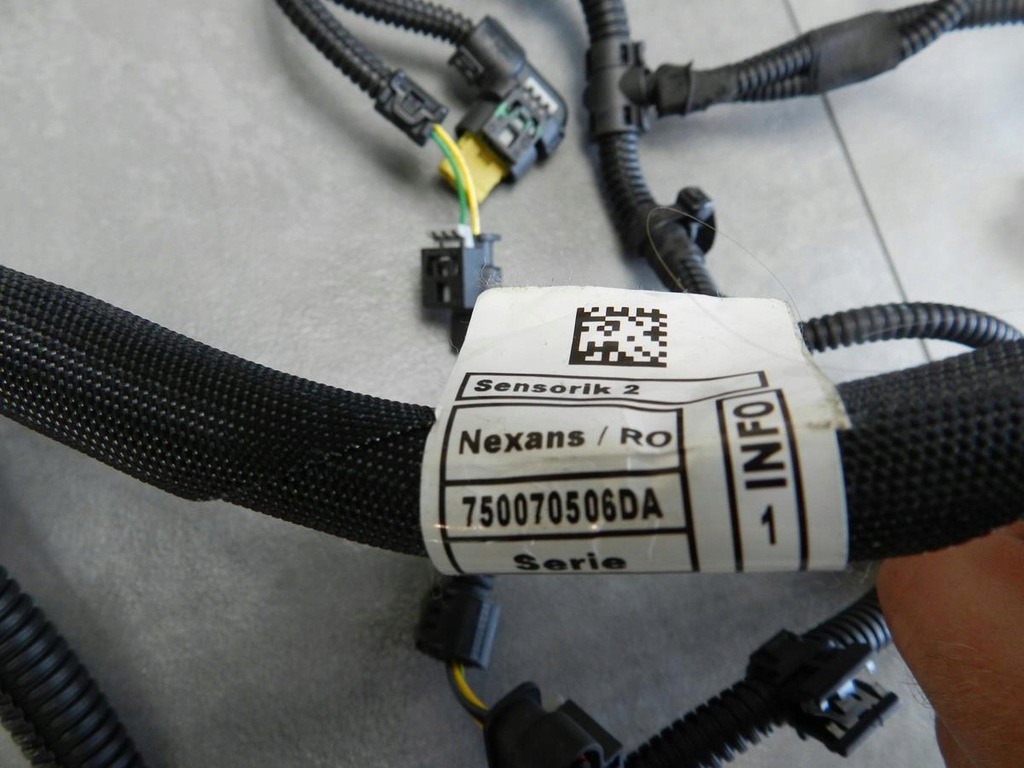 Sensorik 2
Nexans / RO
750070506DA
Serie
1 INFO